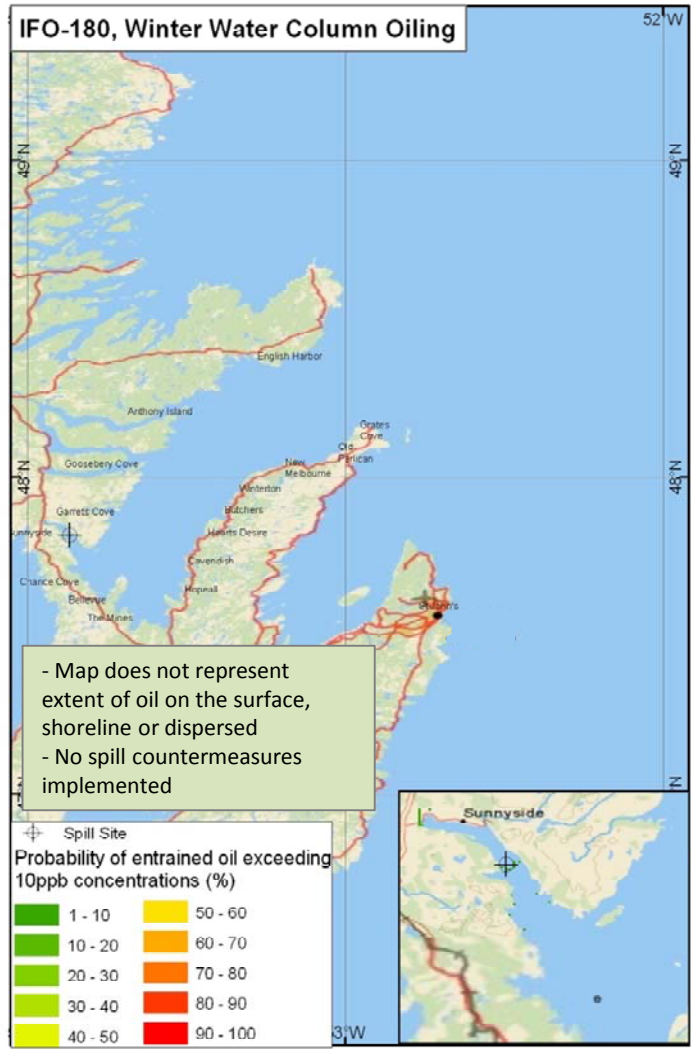 IFO-180, Winter Water Column Oiling
52°W
49°N
49°N
English Harbor
Anthony Island
Grates
Cove
Old
Perlican
48°N
48°N
Goosebery Cove
New
Melbourne
Winterton
Garrets Cove
Butchers
Hearts Desire
Cavendish
Chance Cove
Hopeall
Bellevue
The Mines
- Map does not represent
extent of oil on the surface,
shoreline or dispersed
- No spill countermeasures
implemented
Sunnyside
Spill Site
Probability of entrained oil exceeding
10ppb concentrations (%)
1 - 10
10 - 20
20 - 30
30 - 40
40 - 50
50 - 60
60 - 70
70 - 80
80 - 90
90 - 100